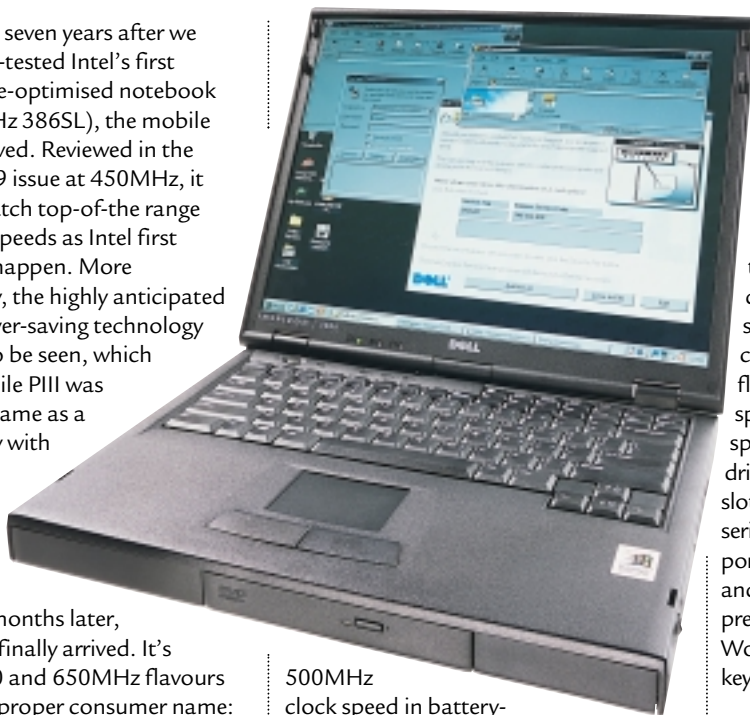 seven years after we
-tested Intel's first
e-optimised notebook
Hz 386SL), the mobile
ved. Reviewed in the
9 issue at 450MHz, it
atch top-of-the range
peeds as Intel first
happen. More
y, the highly anticipated
ver-saving technology
o be seen, which
ile PIII was
ame as a
y with
months later,
finally arrived. It's
0 and 650MHz flavours
proper consumer name:
DELL
DELL
500MHz
clock speed in battery-
t
c
s
c
fl
sp
sp
dri
slo
seri
por
and
pre
Wo
key